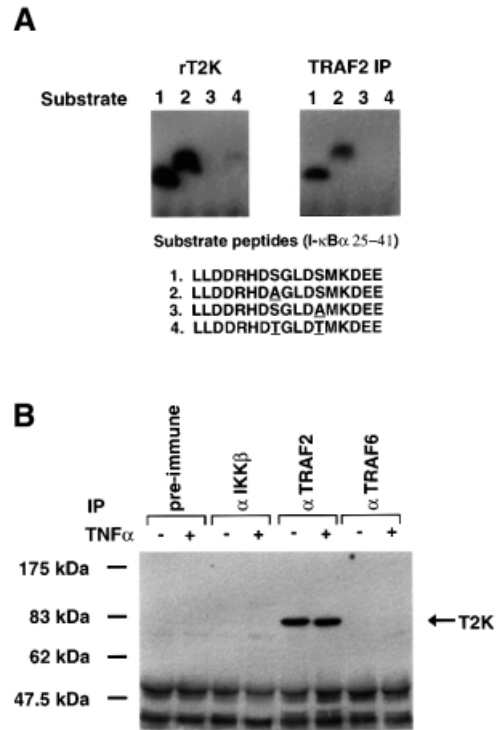 A
rT2K TRAF2 IP
Substrate 1 2 3 4 1 2 3 4
Substrate peptides (I-κBα 25–41)
1. LLDDRHDSGLDSMKDEE
2. LLDDRHDAGLDSMKDEE
3. LLDDRHDSGLDAMKDEE
4. LLDDRHDTGLDTMKDEE
B
IP pre-immune α IKKβ α TRAF2 α TRAF6
TNFα - + - + - + - +
175 kDa
83 kDa ←T2K
62 kDa
47.5 kDa